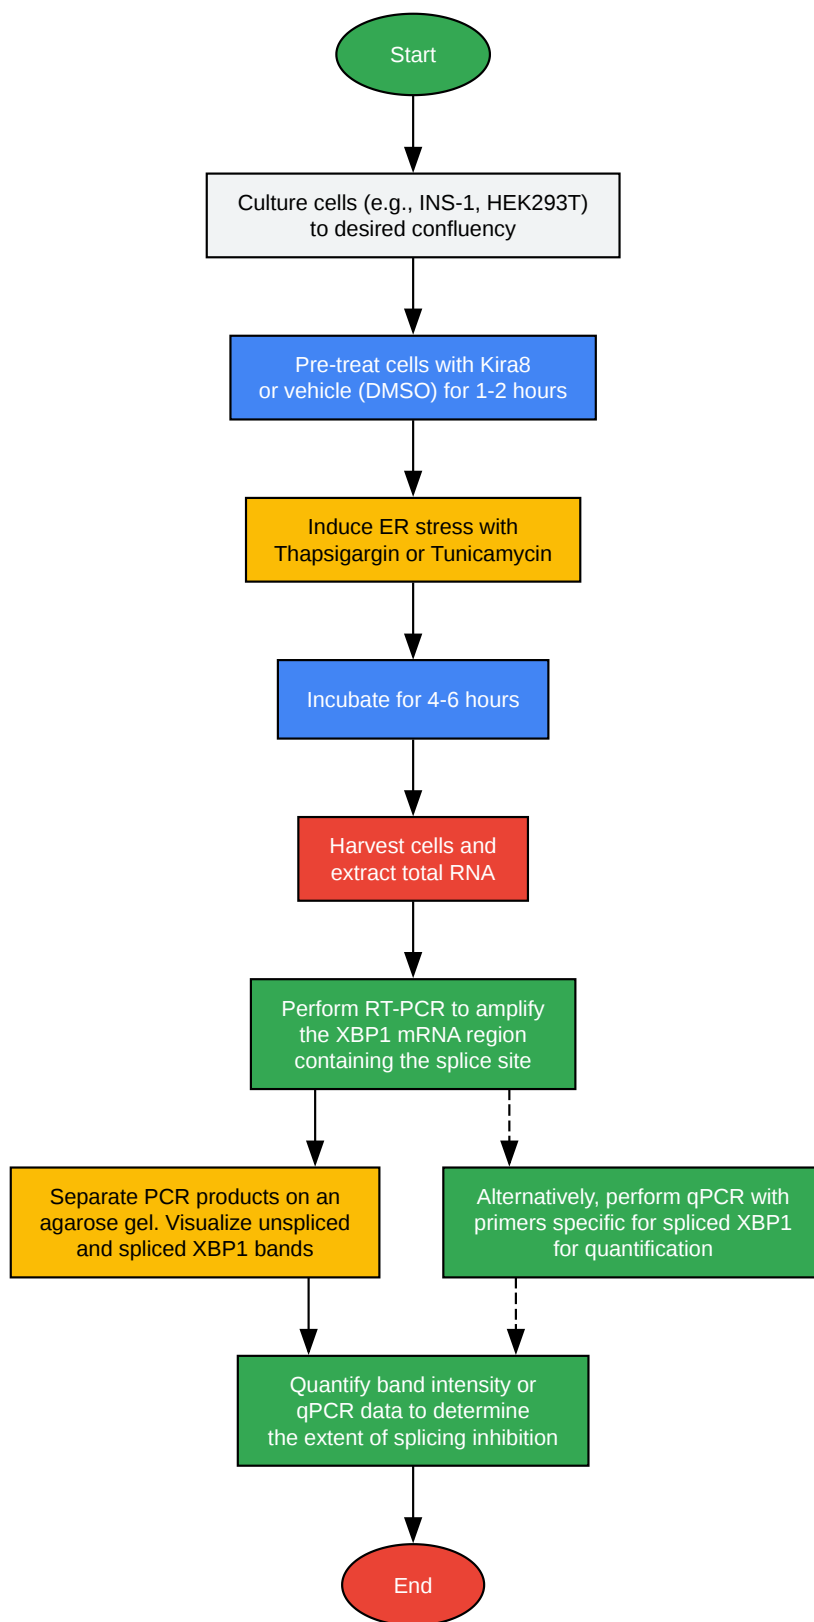 Start
Culture cells (e.g., INS-1, HEK293T)
to desired confluency
Pre-treat cells with Kira8
or vehicle (DMSO) for 1-2 hours
Induce ER stress with
Thapsigargin or Tunicamycin
Incubate for 4-6 hours
Harvest cells and
extract total RNA
Perform RT-PCR to amplify
the XBP1 mRNA region
containing the splice site
Separate PCR products on an
agarose gel. Visualize unspliced
and spliced XBP1 bands
Alternatively, perform qPCR with
primers specific for spliced XBP1
for quantification
Quantify band intensity or
qPCR data to determine
the extent of splicing inhibition
End